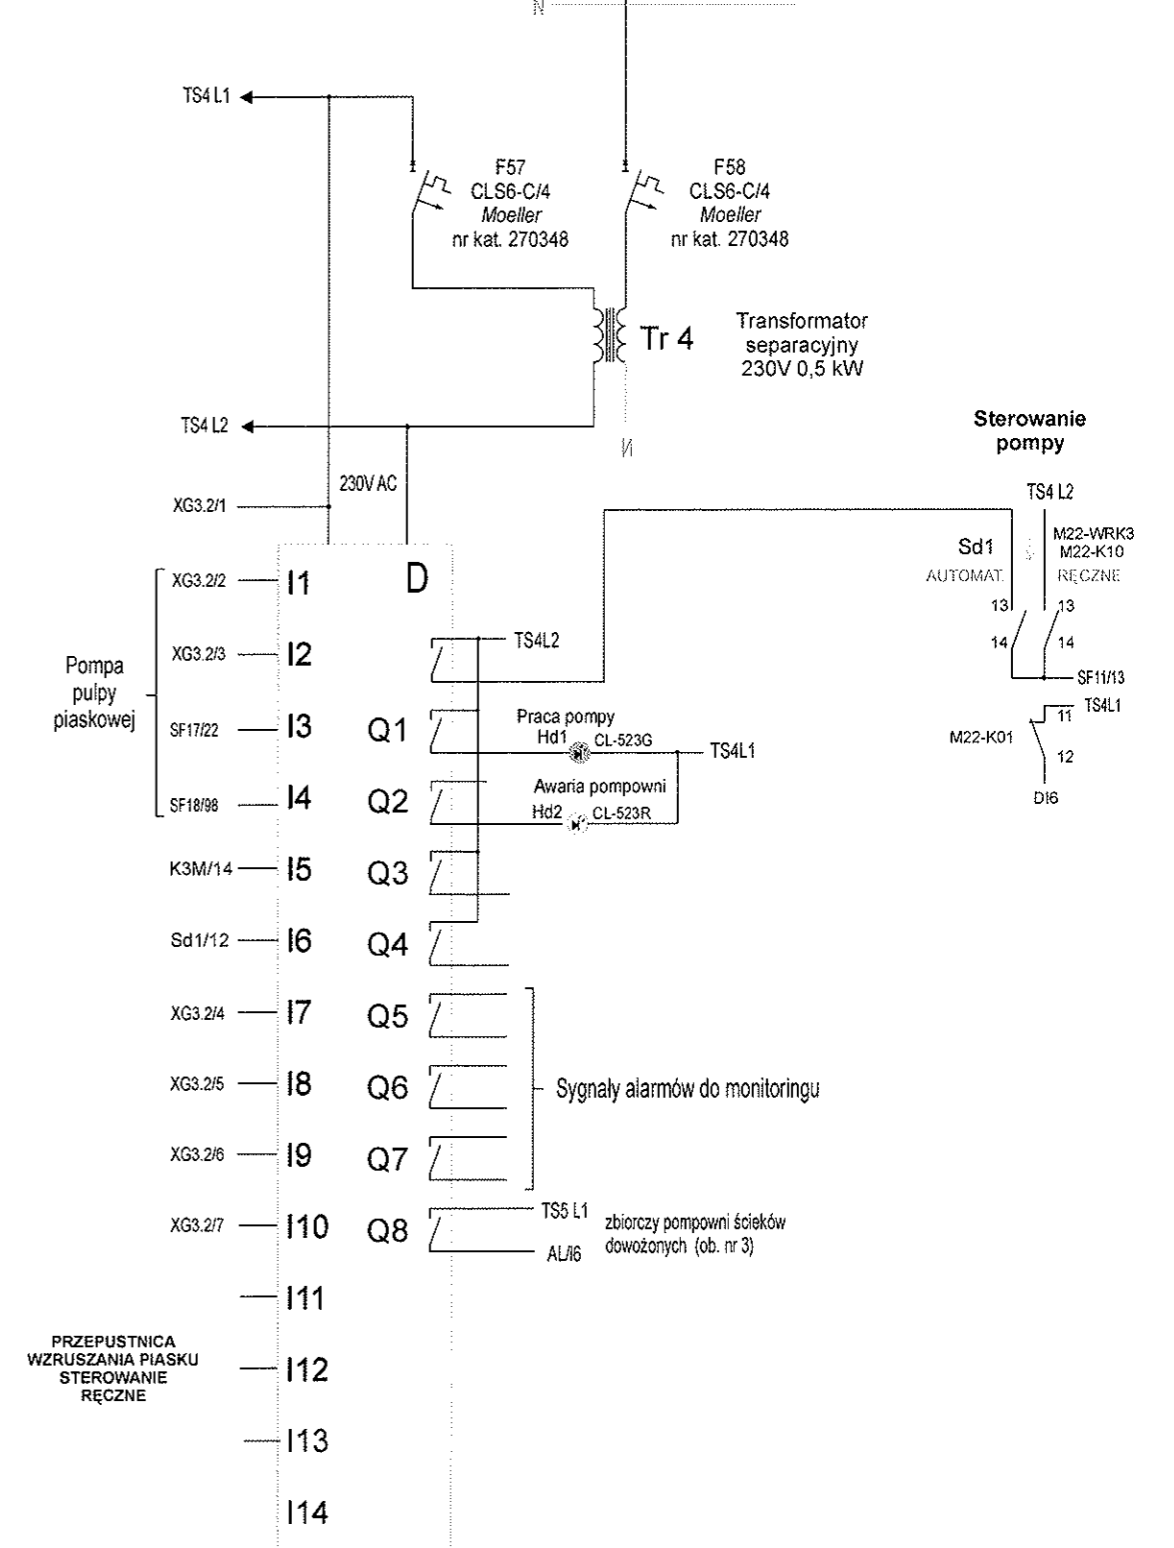 N
TS4 L1
F57
CLS6-C/4
Moeller
nr kat. 270348
F58
CLS6-C/4
Moeller
nr kat. 270348
Tr 4
Transformator
separacyjny
230V 0,5 kW
TS4 L2
N
230V AC
XG3.2/1
Sterowanie
pompy
TS4 L2
M22-WRK3
M22-K10
Sd1
AUTOMAT.
RĘCZNE
13
13
14
14
SF11/13
TS4L1
11
M22-K01
12
DI6
D
XG3.2/2
I1
XG3.2/3
I2
TS4L2
Pompa
pulpy
piaskowej
SF17/22
I3
Q1
Praca pompy
Hd1
CL-523G
TS4L1
SF18/98
I4
Q2
Awaria pompowni
Hd2
CL-523R
K3M/14
I5
Q3
Sd1/12
I6
Q4
XG3.2/4
I7
Q5
XG3.2/5
I8
Q6
Sygnały alarmów do monitoringu
XG3.2/6
I9
Q7
XG3.2/7
I10
Q8
TS5 L1
AL/I6
zbiorczy pompowni ścieków
dowożonych (ob. nr 3)
I11
PRZEPUSTNICA
WZRUSZANIA PIASKU
STEROWANIE
RĘCZNE
I12
I13
I14